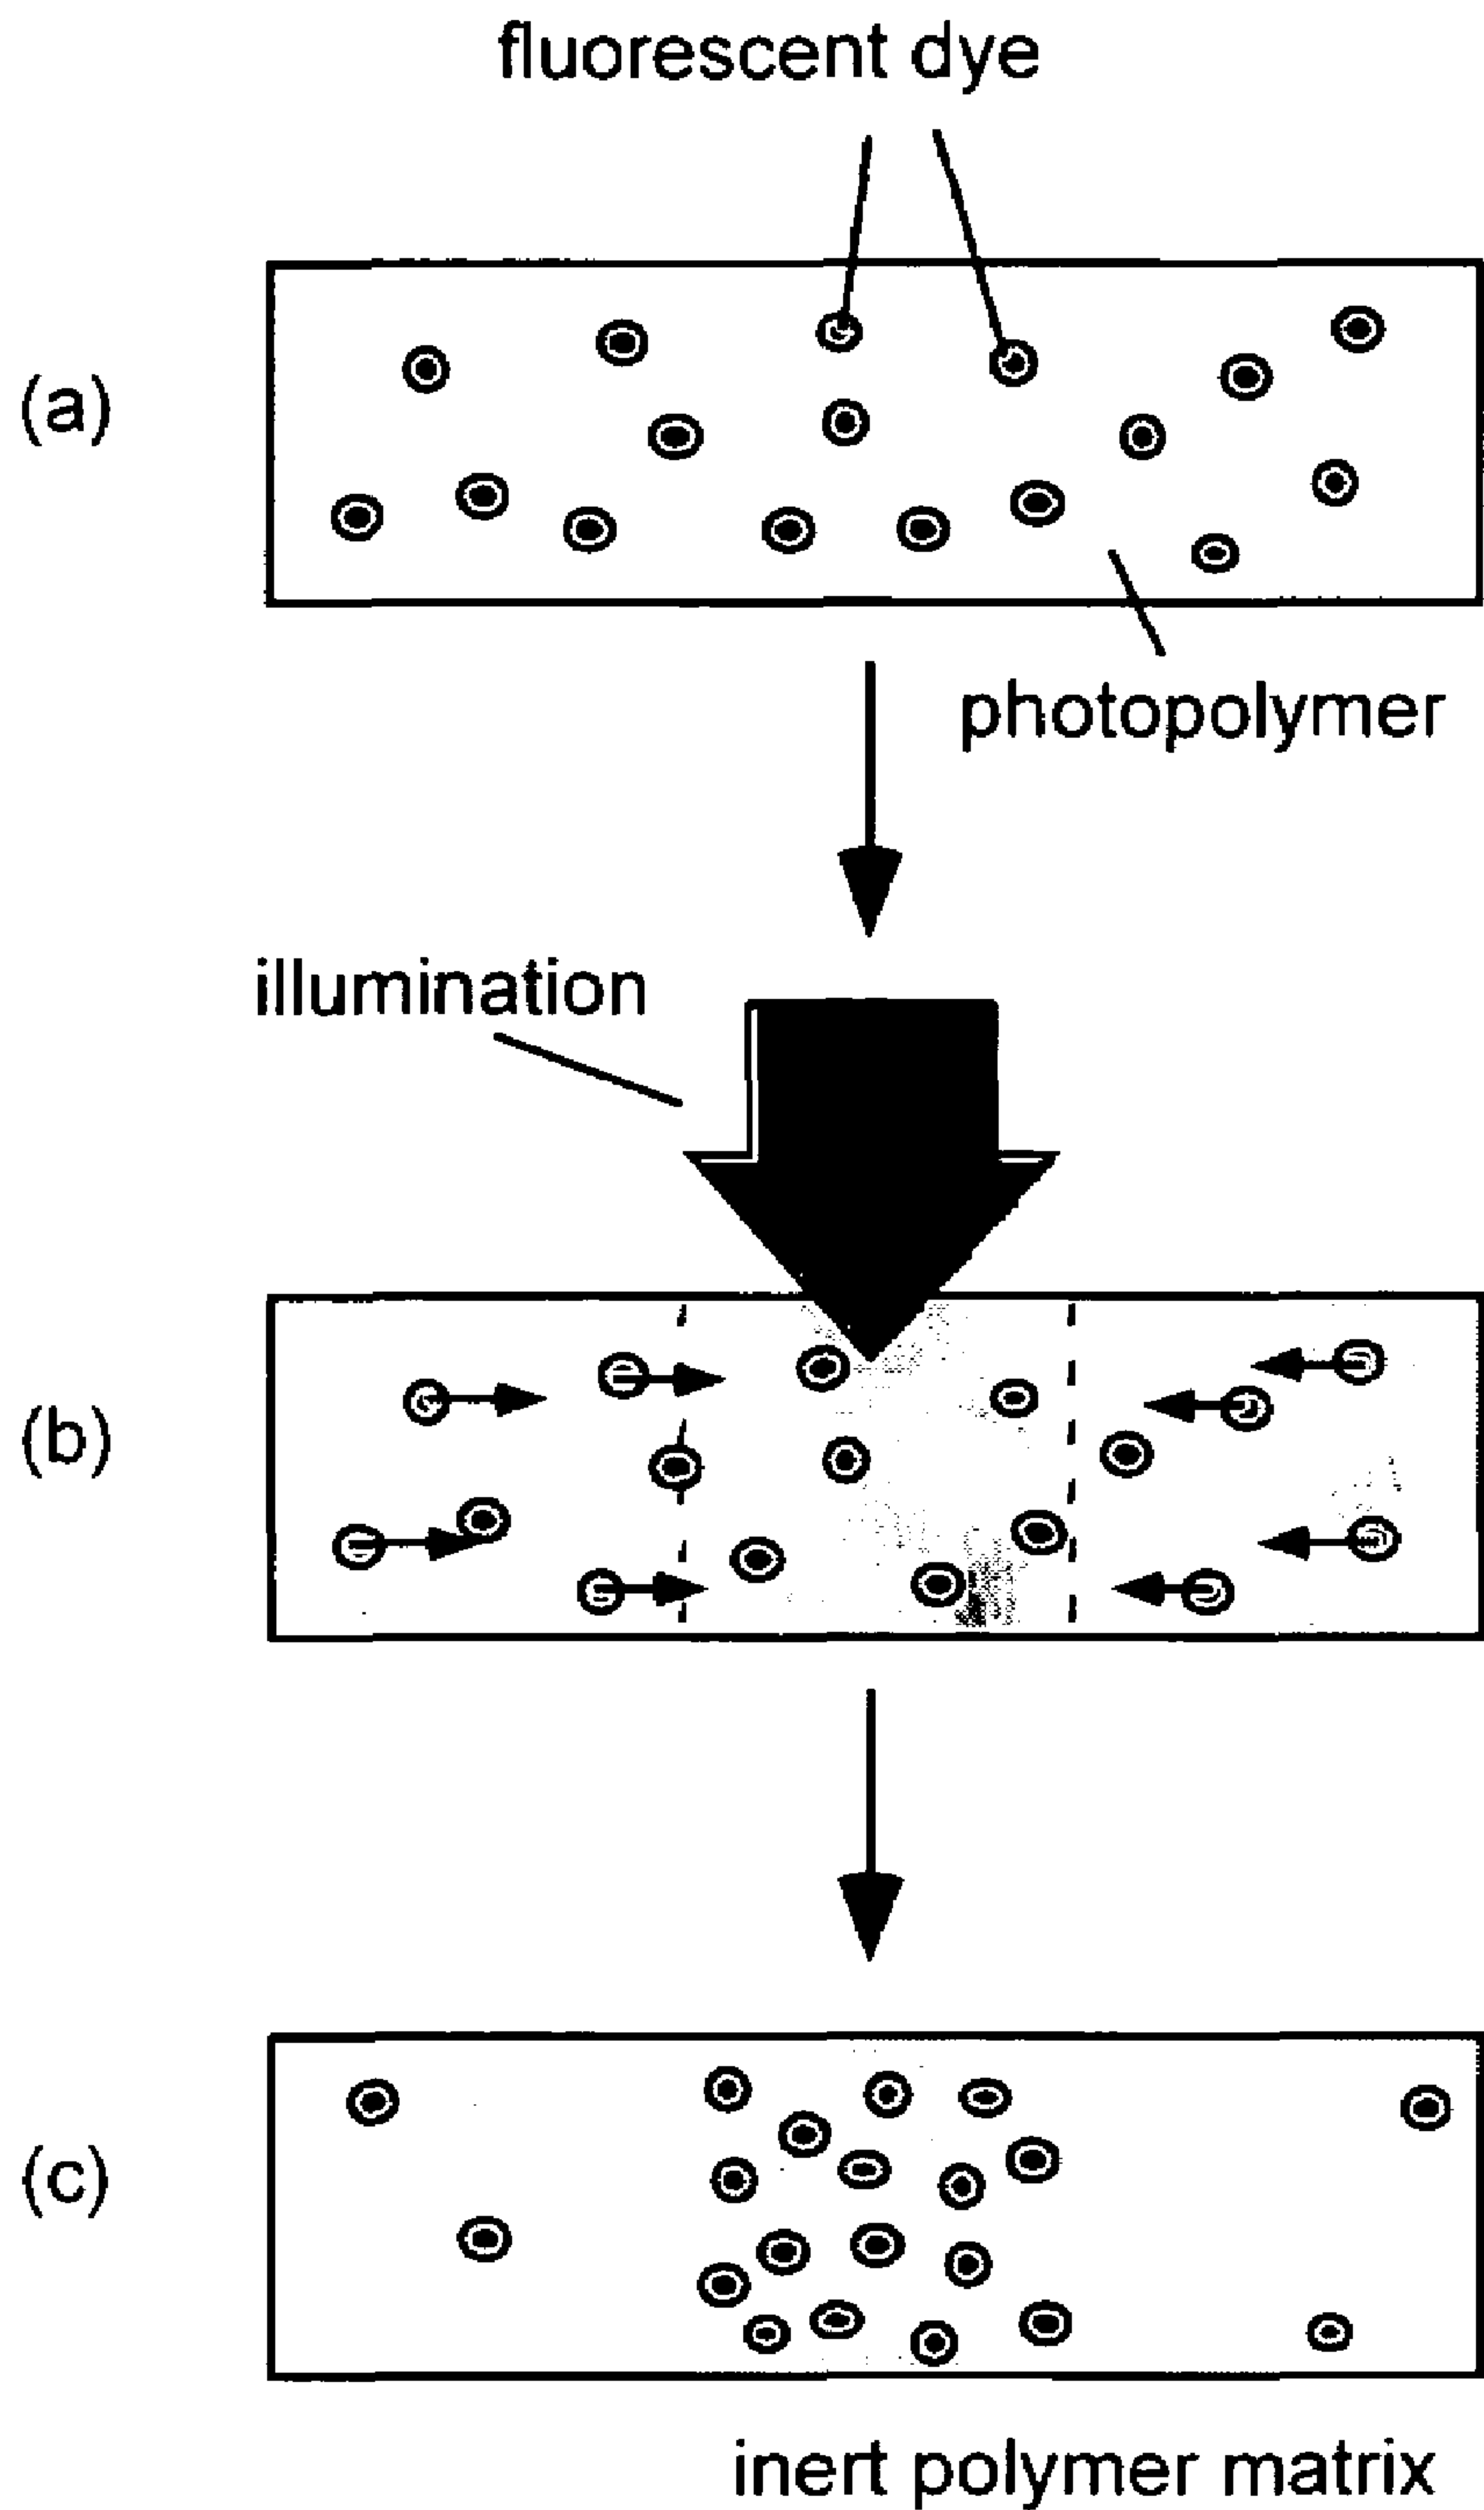 fluorescent dye
(a)
photopolymer
illumination
(b)
(c)
inert polymer matrix